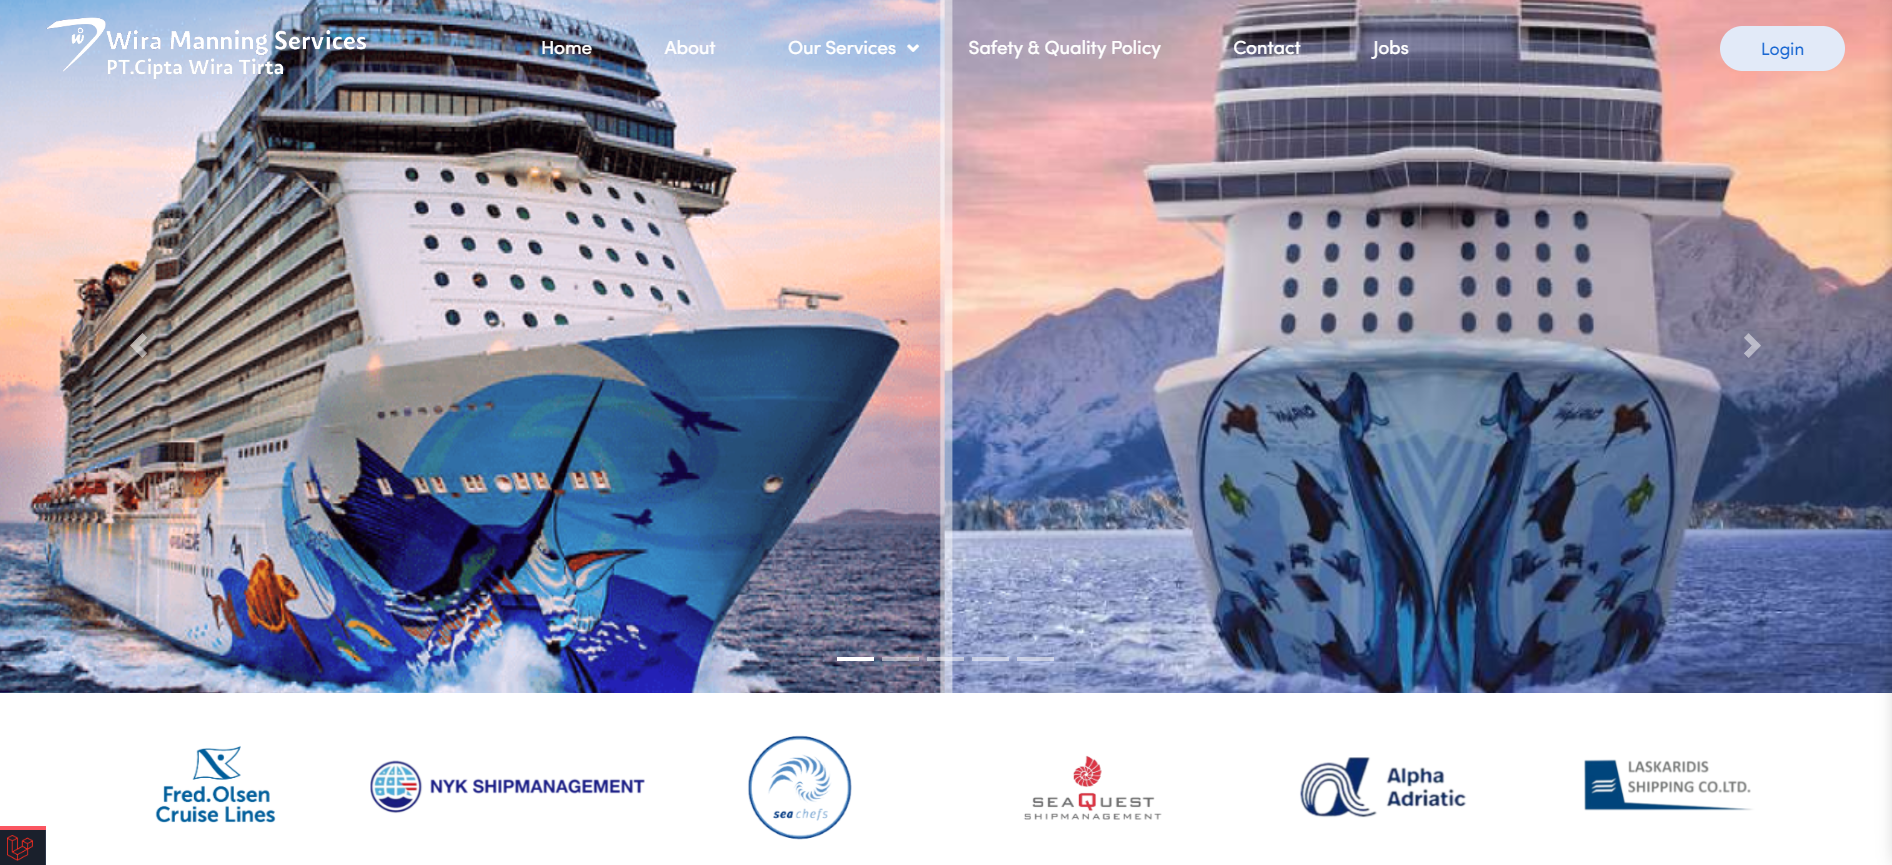 Wira Manning Services
PT.Cipta Wira Tirta
Home
About
Our Services
Safety & Quality Policy
Contact
Jobs
Login
Fred.Olsen
Cruise Lines
NYK SHIPMANAGEMENT
sea chefs
SEAQUEST
SHIPMANAGEMENT
Alpha
Adriatic
LASKARIDIS
SHIPPING CO.LTD.